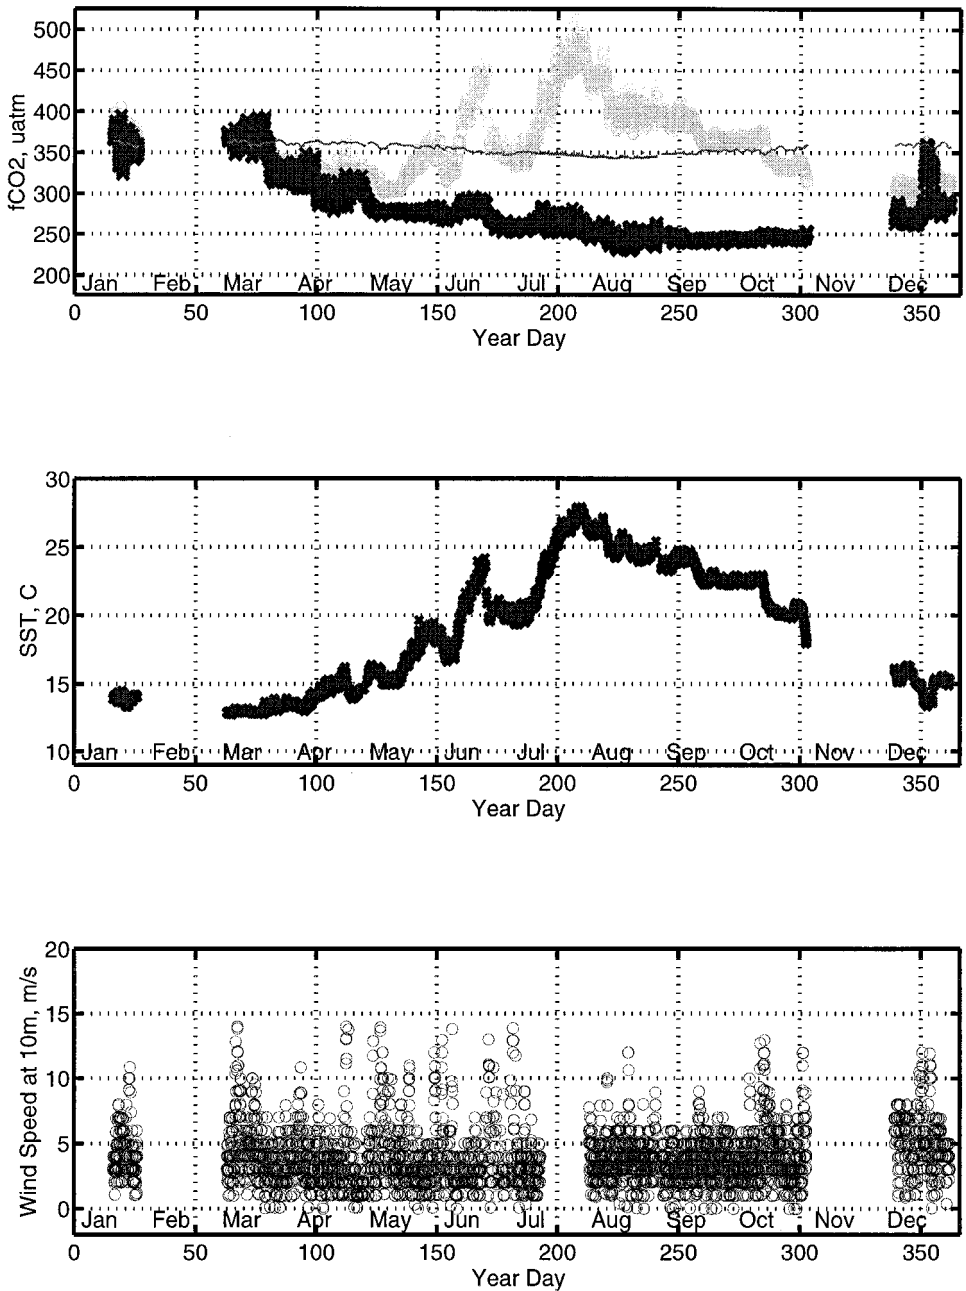 fCO2, uatm
500
450
400
350
300
250
200
Jan Feb Mar Apr May Jun Jul Aug Sep Oct Nov Dec
0 50 100 150 200 250 300 350
Year Day
SST, C
30
25
20
15
10
Jan Feb Mar Apr May Jun Jul Aug Sep Oct Nov Dec
0 50 100 150 200 250 300 350
Year Day
Wind Speed at 10m, m/s
20
15
10
5
0
Jan Feb Mar Apr May Jun Jul Aug Sep Oct Nov Dec
0 50 100 150 200 250 300 350
Year Day